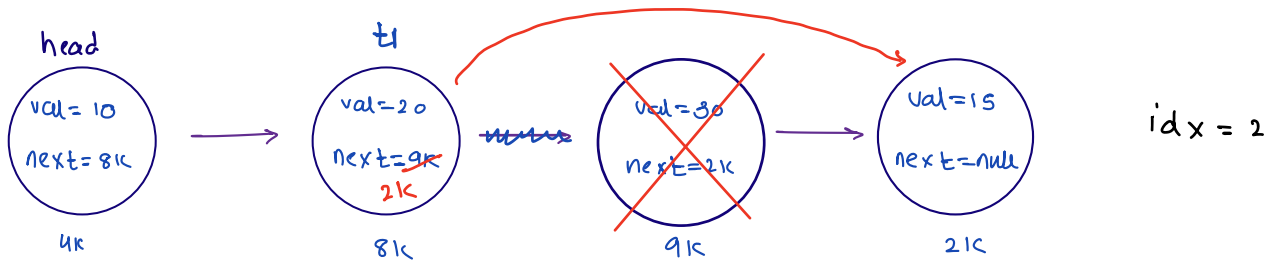 head
val = 10
next = 8K
4K
t1
val = 20
next = 9K
2K
8K
val = 30
next = 2K
9K
val = 15
next = null
2K
idx = 2